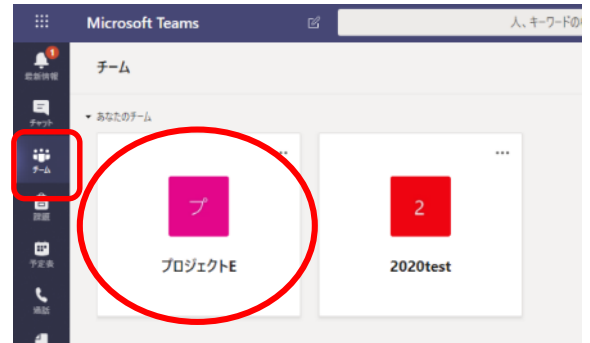 Microsoft Teams
人、キーワードの
1
最新情報
チーム
チャット
あなたのチーム
チーム
プ
2
課題
プロジェクトE
2020test
予定表
通話